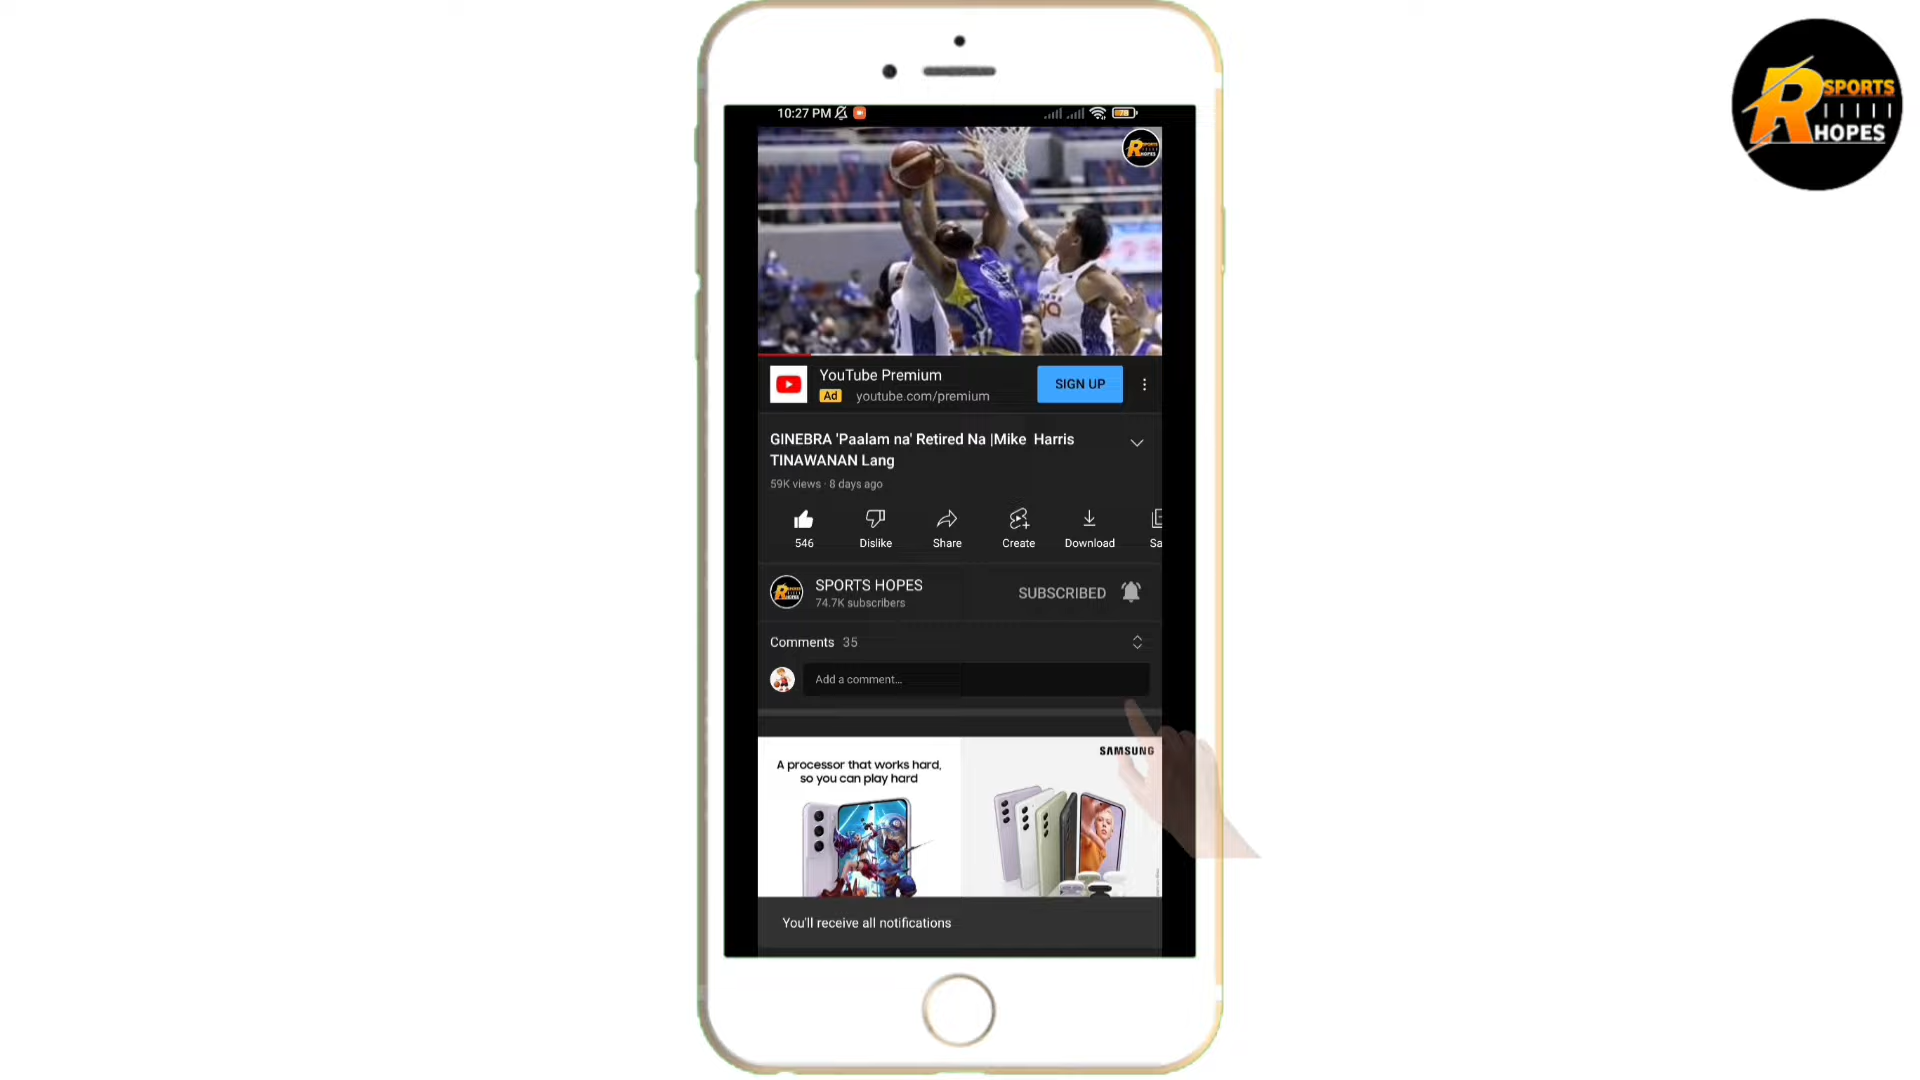 SPORTS
HOPES
10:27 PM
YouTube Premium
SIGN UP
Ad youtube.com/premium
GINEBRA 'Paalam na' Retired Na |Mike Harris
TINAWANAN Lang
59K views · 8 days ago
546 Dislike Share Create Download Sa
SPORTS HOPES
74.7K subscribers
SUBSCRIBED
Comments 35
Add a comment...
SAMSUNG
A processor that works hard,
so you can play hard
You'll receive all notifications